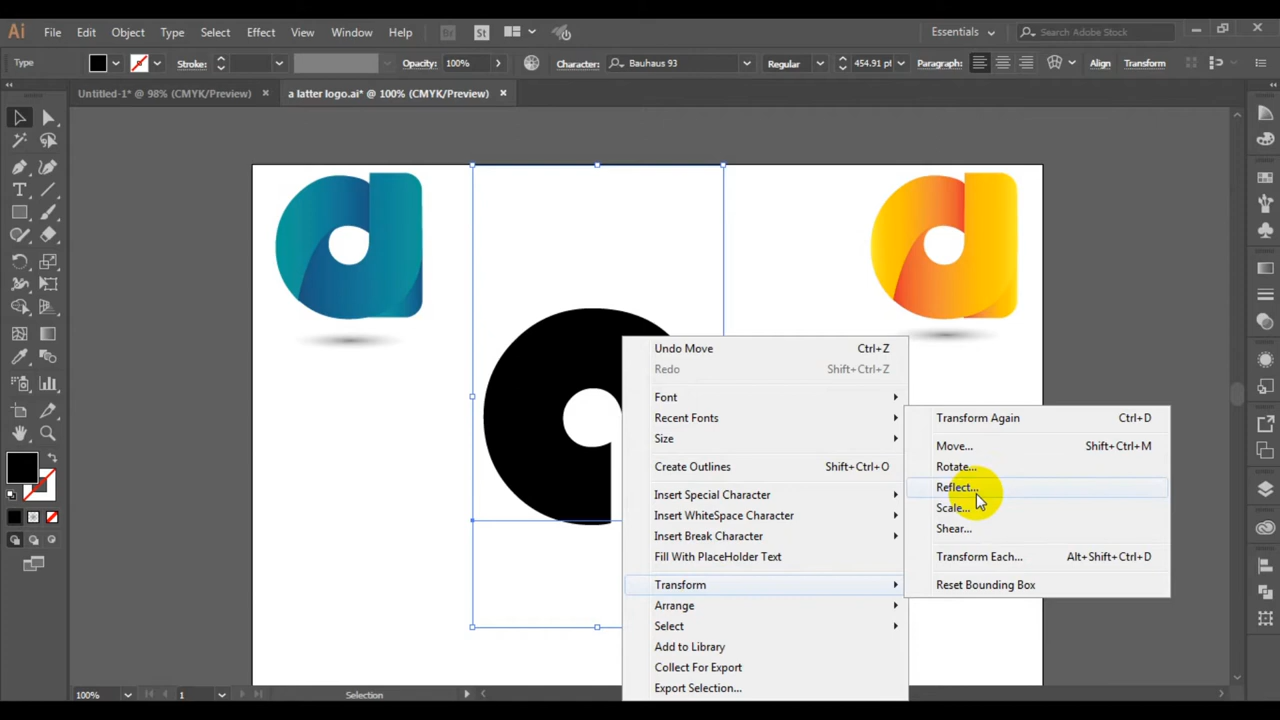 Ai File Edit Object Type Select Effect View Window Help Br St Essentials Search Adobe Stock
Type Stroke: Opacity: 100% Character: Bauhaus 93 Regular 454.91 pt Paragraph: Align Transform
Untitled-1* @ 98% (CMYK/Preview) × a latter logo.ai* @ 100% (CMYK/Preview) ×
Undo Move Ctrl+Z
Redo Shift+Ctrl+Z
Font
Recent Fonts
Size
Create Outlines Shift+Ctrl+O
Insert Special Character
Insert WhiteSpace Character
Insert Break Character
Fill With PlaceHolder Text
Transform
Arrange
Select
Add to Library
Collect For Export
Export Selection...
Transform Again Ctrl+D
Move... Shift+Ctrl+M
Rotate...
Reflect...
Scale...
Shear...
Transform Each... Alt+Shift+Ctrl+D
Reset Bounding Box
100% 1 Selection